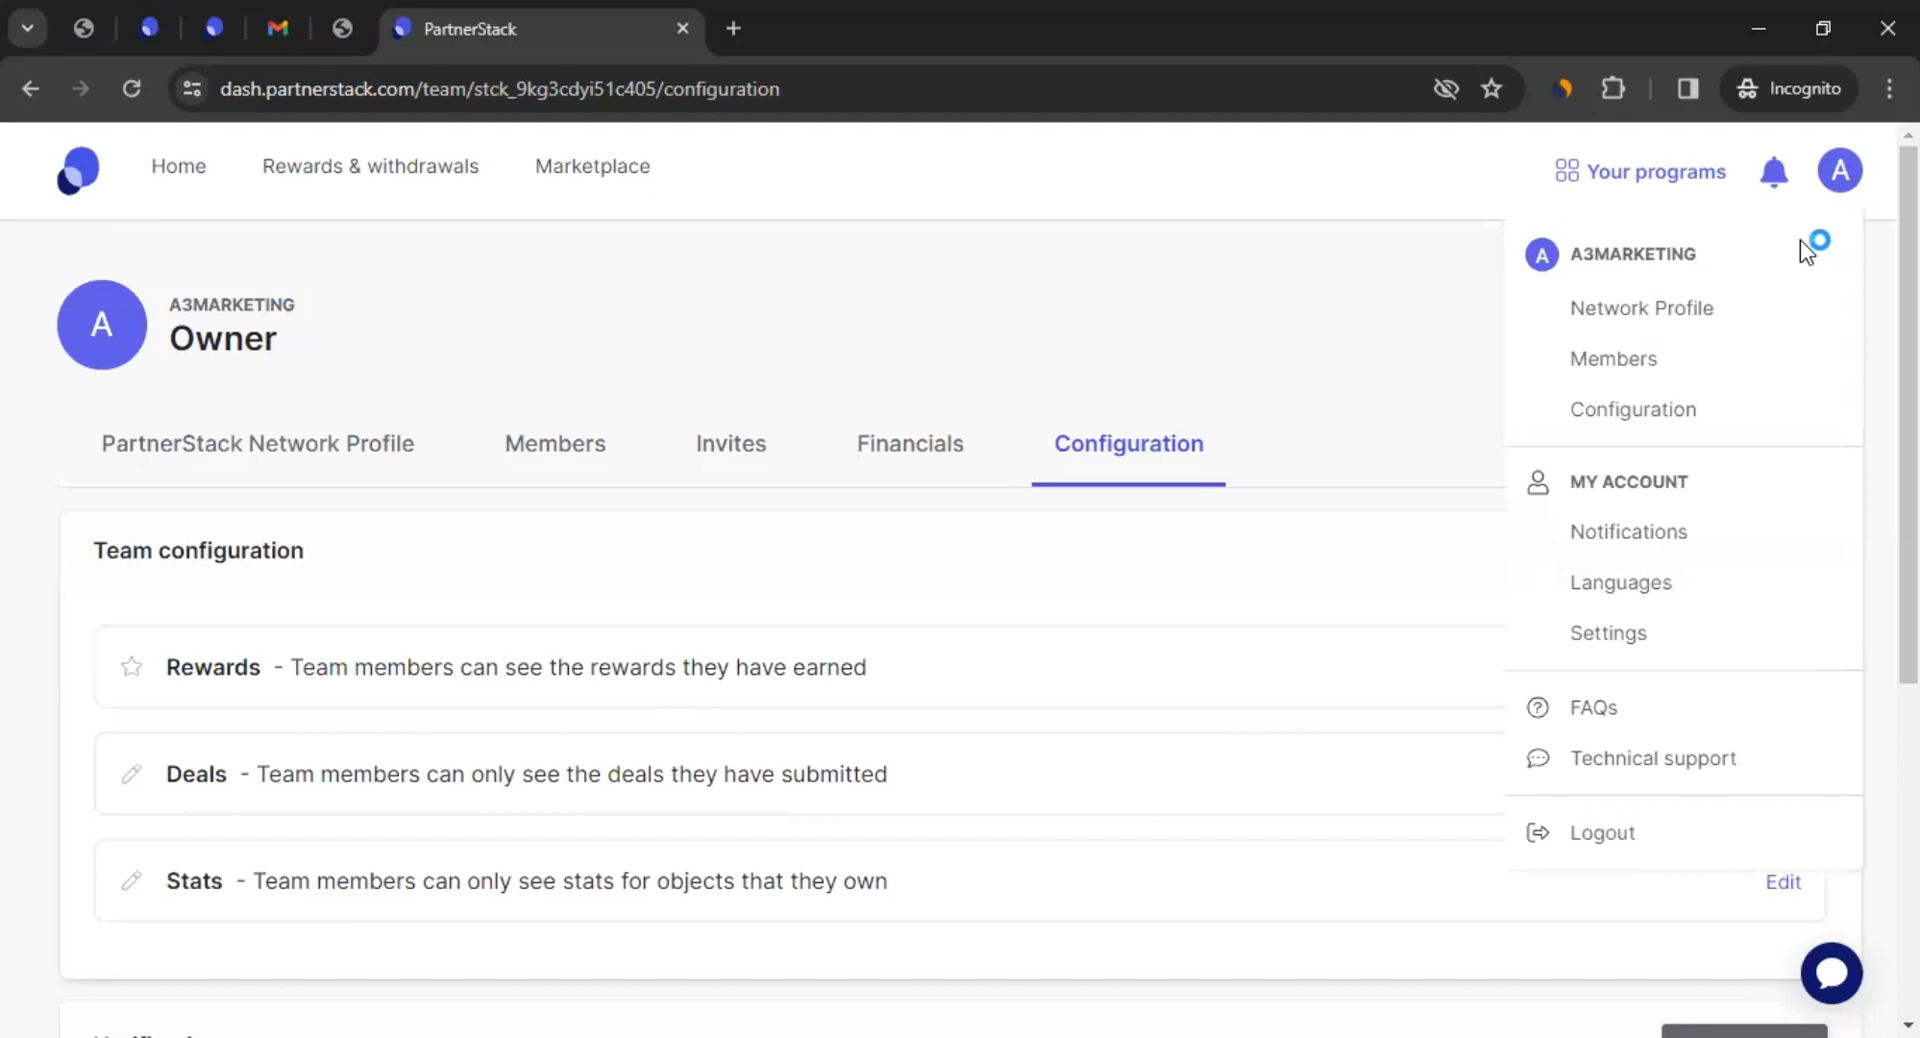 PartnerStack
dash.partnerstack.com/team/stck_9kg3cdyi51c405/configuration
Incognito
Home
Rewards & withdrawals
Marketplace
Your programs
A
A
A3MARKETING
Network Profile
Members
Configuration
MY ACCOUNT
Notifications
Languages
Settings
FAQs
Technical support
Logout
A
A3MARKETING
Owner
PartnerStack Network Profile
Members
Invites
Financials
Configuration
Team configuration
Rewards - Team members can see the rewards they have earned
Deals - Team members can only see the deals they have submitted
Stats - Team members can only see stats for objects that they own
Edit